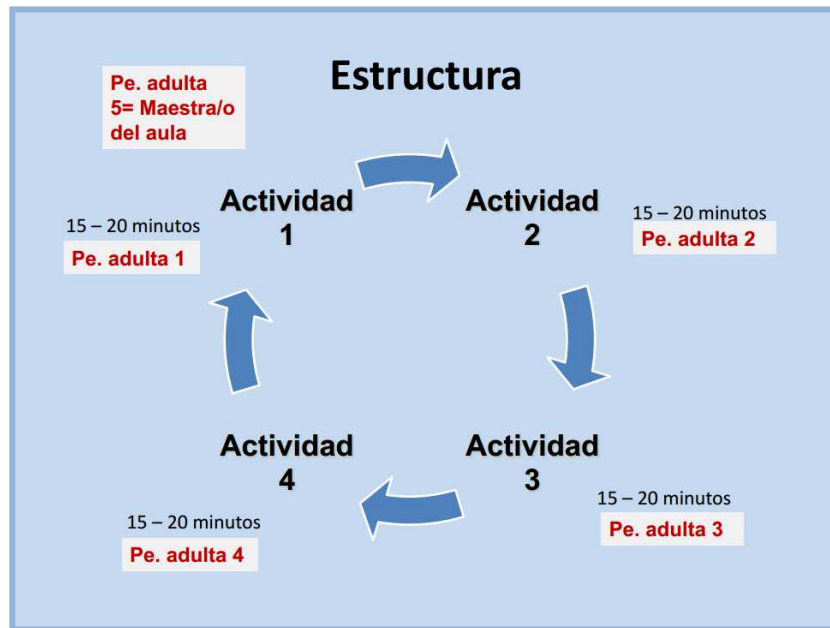 Estructura
Pe. adulta
5= Maestra/o
del aula
Actividad
1
15 – 20 minutos
Pe. adulta 1
Actividad
2
15 – 20 minutos
Pe. adulta 2
Actividad
3
15 – 20 minutos
Pe. adulta 3
Actividad
4
15 – 20 minutos
Pe. adulta 4